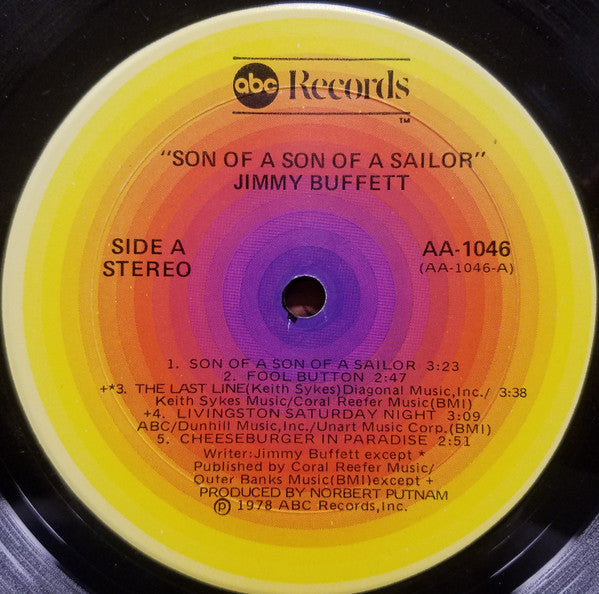 abc Records
TM
"SON OF A SON OF A SAILOR"
JIMMY BUFFETT
SIDE A
STEREO
AA-1046
(AA-1046-A)
1. SON OF A SON OF A SAILOR 3:23
2. FOOL BUTTON 2:47
+*3. THE LAST LINE(Keith Sykes)Diagonal Music,Inc./ 3:38
Keith Sykes Music/Coral Reefer Music(BMI)
+4. LIVINGSTON SATURDAY NIGHT 3:09
ABC/Dunhill Music,Inc./Unart Music Corp.(BMI)
5. CHEESEBURGER IN PARADISE 2:51
Writer:Jimmy Buffett except *
Published by Coral Reefer Music/
Outer Banks Music(BMI)except +
PRODUCED BY NORBERT PUTNAM
℗ 1978 ABC Records,Inc.